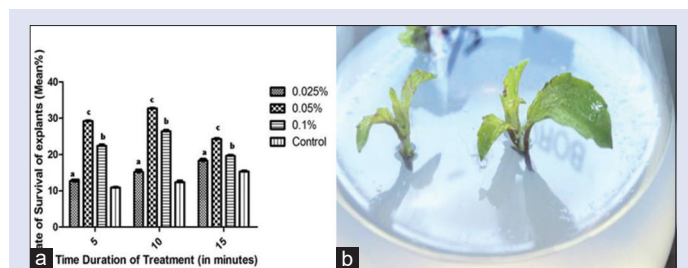 ate of Survival of explants (Mean%)
40
30
20
10
0
a
c
b
a
c
b
a
c
b
5
10
15
Time Duration of Treatment (in minutes)
0.025%
0.05%
0.1%
Control
a
b